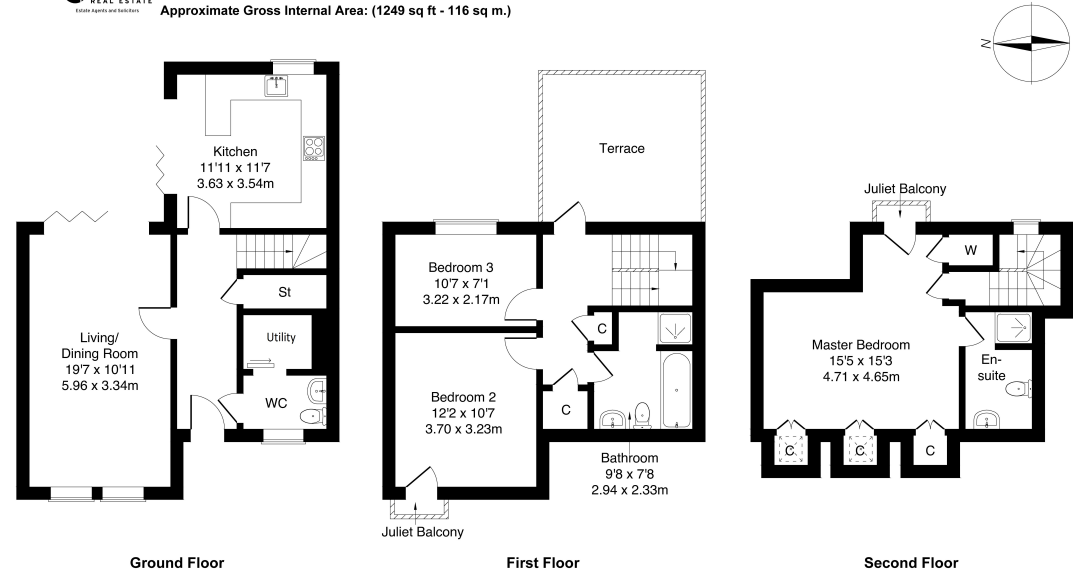 REAL ESTATE
Estate Agents and Solicitors
Approximate Gross Internal Area: (1249 sq ft - 116 sq m.)
N
Kitchen
11'11 x 11'7
3.63 x 3.54m
St
Utility
WC
Living/
Dining Room
19'7 x 10'11
5.96 x 3.34m
Ground Floor
Terrace
Bedroom 3
10'7 x 7'1
3.22 x 2.17m
C
Bedroom 2
12'2 x 10'7
3.70 x 3.23m
C
Bathroom
9'8 x 7'8
2.94 x 2.33m
Juliet Balcony
First Floor
Juliet Balcony
W
Master Bedroom
15'5 x 15'3
4.71 x 4.65m
En-
suite
C
C
C
Second Floor